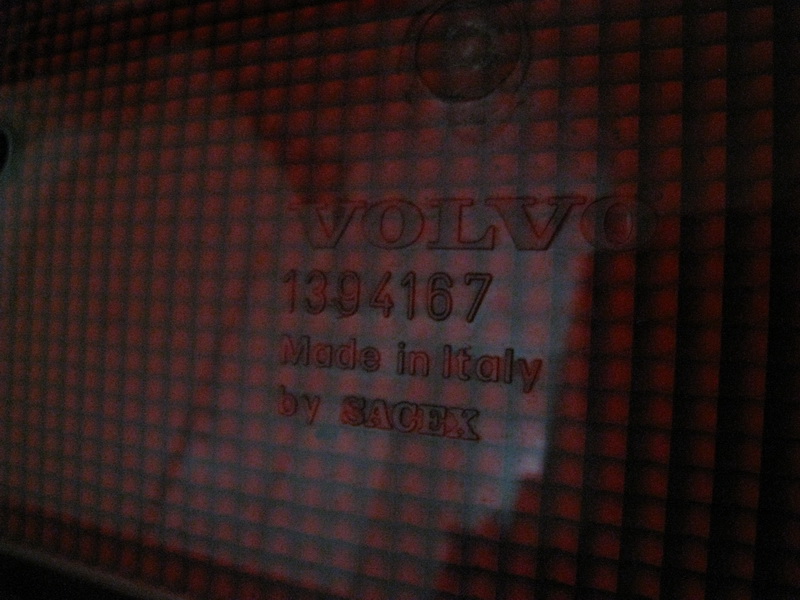 VOLVO
1394167
Made in Italy
by SACEX